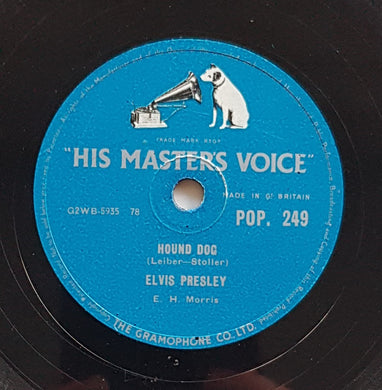 TRADE MARK REGD
"HIS MASTER'S VOICE"
MADE IN GT BRITAIN
G2WB-5935 78
POP. 249
HOUND DOG
(Leiber—Stoller)
ELVIS PRESLEY
E. H. Morris
THE GRAMOPHONE CO., LTD.